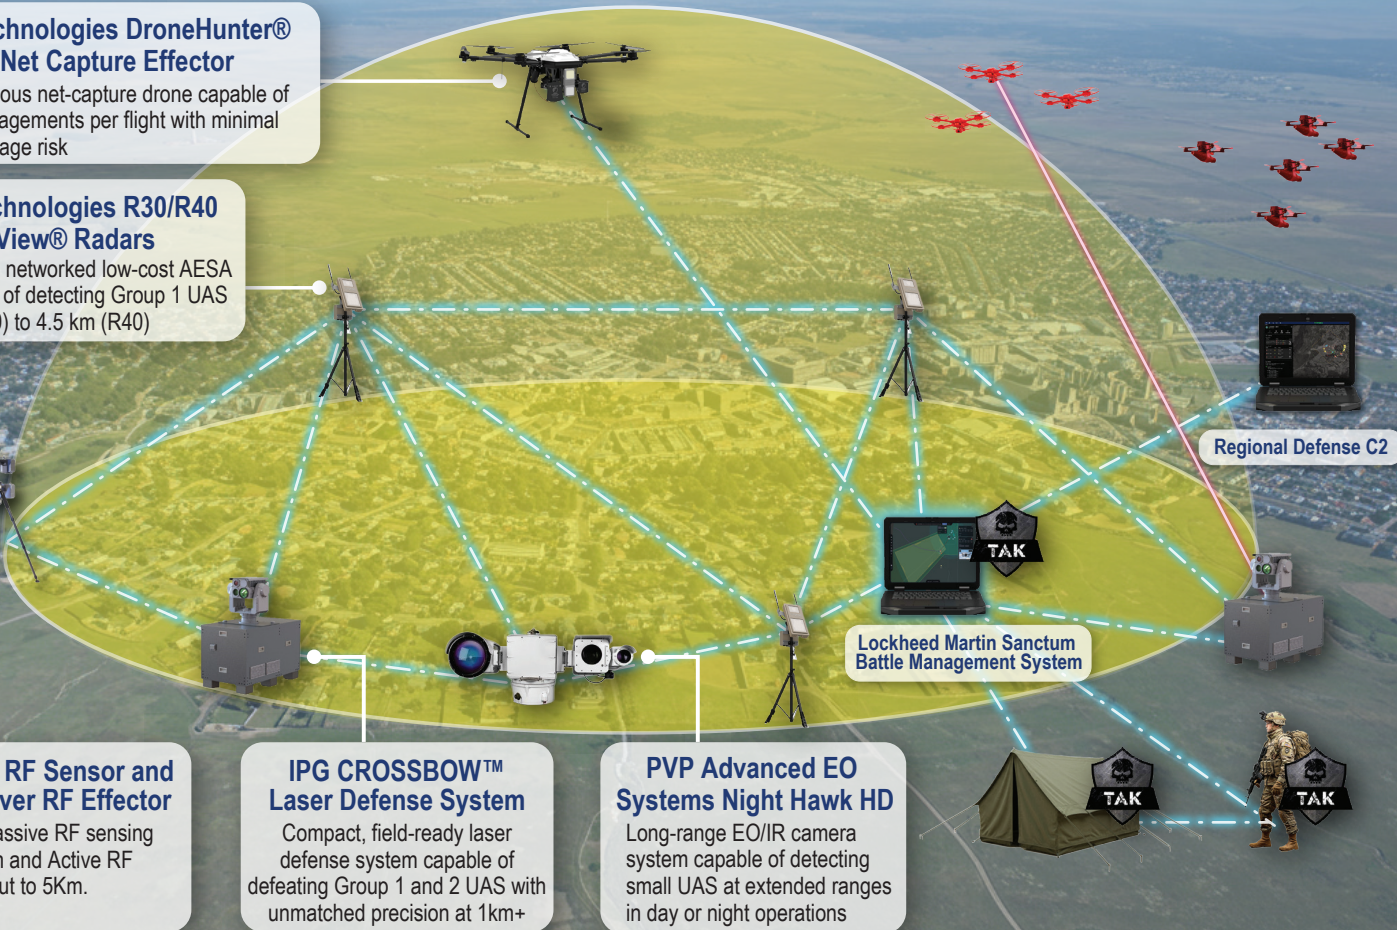 chnologies DroneHunter®
Net Capture Effector
ous net-capture drone capable of
agements per flight with minimal
age risk
chnologies R30/R40
View® Radars
networked low-cost AESA
of detecting Group 1 UAS
) to 4.5 km (R40)
Regional Defense C2
TAK
Lockheed Martin Sanctum
Battle Management System
RF Sensor and
ver RF Effector
assive RF sensing
and Active RF
ut to 5Km.
IPG CROSSBOW™
Laser Defense System
Compact, field-ready laser
defense system capable of
defeating Group 1 and 2 UAS with
unmatched precision at 1km+
PVP Advanced EO
Systems Night Hawk HD
Long-range EO/IR camera
system capable of detecting
small UAS at extended ranges
in day or night operations
TAK
TAK